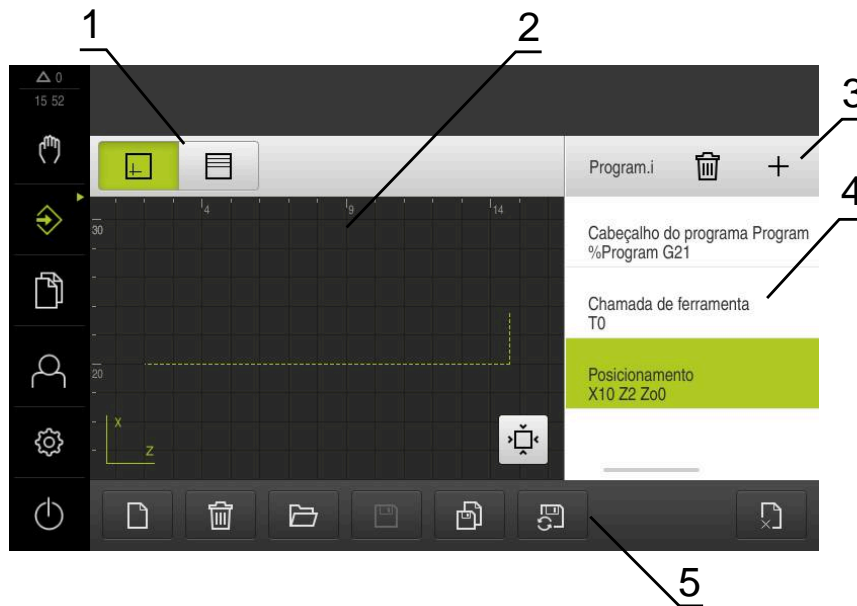 1
2
3
4
5
0
15 52
Program.i
4
9
14
30
20
X
Z
Cabeçalho do programa Program
%Program G21
Chamada de ferramenta
T0
Posicionamento
X10 Z2 Zo0